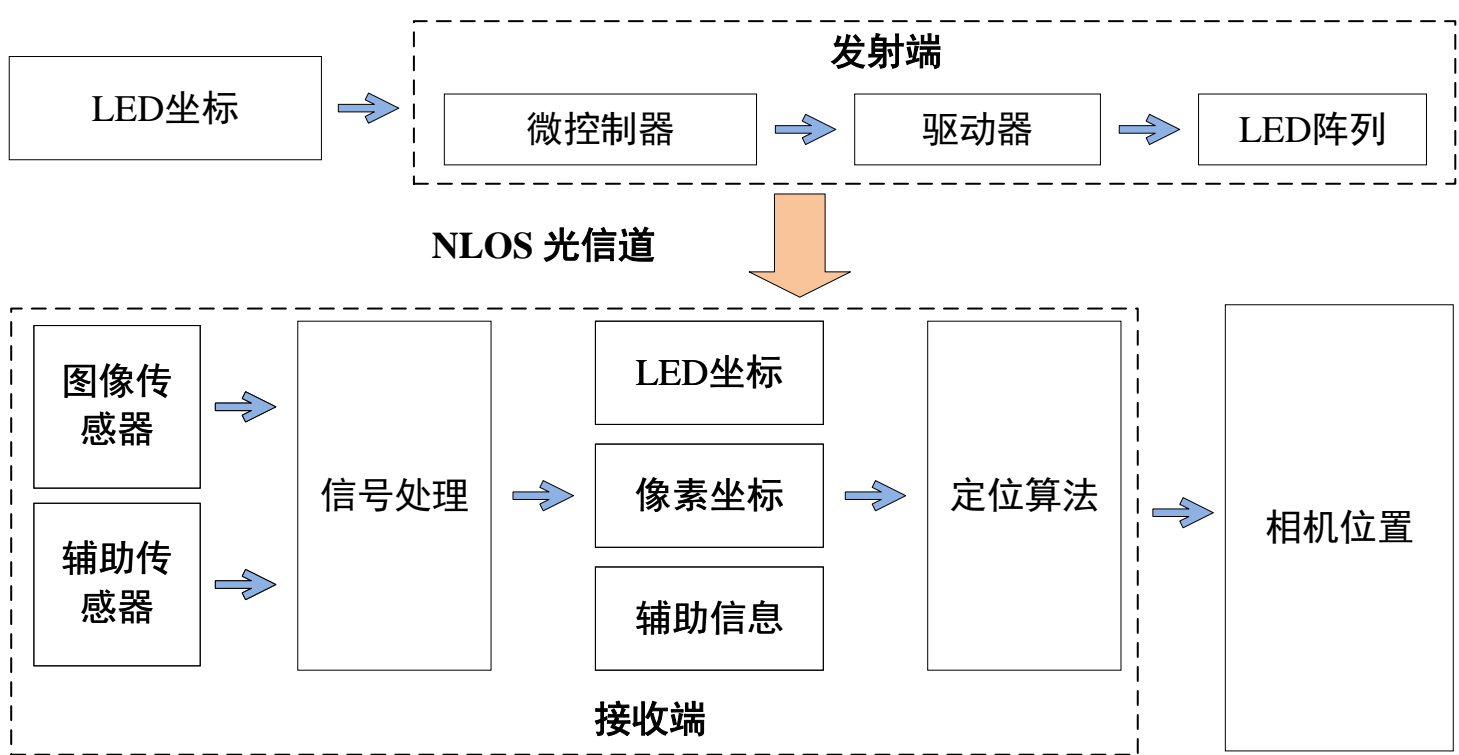 发射端
LED坐标
微控制器
驱动器
LED阵列
NLOS 光信道
图像传
感器
辅助传
感器
信号处理
LED坐标
像素坐标
辅助信息
定位算法
相机位置
接收端